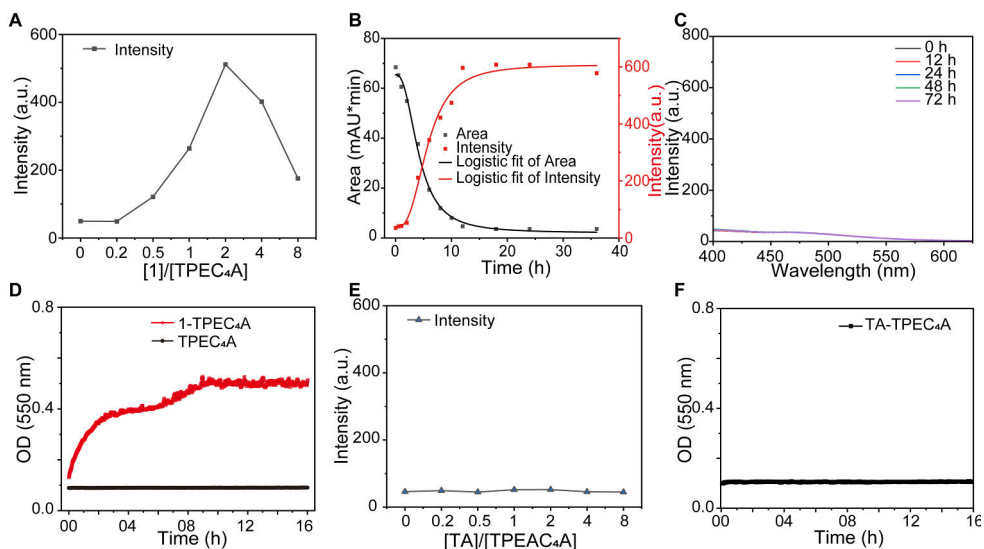 A
Intensity
Intensity (a.u.)
600
400
200
0
0 0.2 0.5 1 2 4 8
[1]/[TPEC₄A]
B
Area
Intensity
Logistic fit of Area
Logistic fit of Intensity
Area (mAU*min)
80
60
40
20
0
0 10 20 30 40
Time (h)
Intensity(a.u.)
600
400
200
0
C
0 h
12 h
24 h
48 h
72 h
Intensity (a.u.)
800
600
400
200
0
400 450 500 550 600
Wavelength (nm)
D
1-TPEC₄A
TPEC₄A
OD (550 nm)
0.8
0.4
0.0
00 04 08 12 16
Time (h)
E
Intensity
Intensity (a.u.)
600
400
200
0
0 0.2 0.5 1 2 4 8
[TA]/[TPEAC₄A]
F
TA-TPEC₄A
OD (550 nm)
0.8
0.4
0.0
00 04 08 12 16
Time (h)